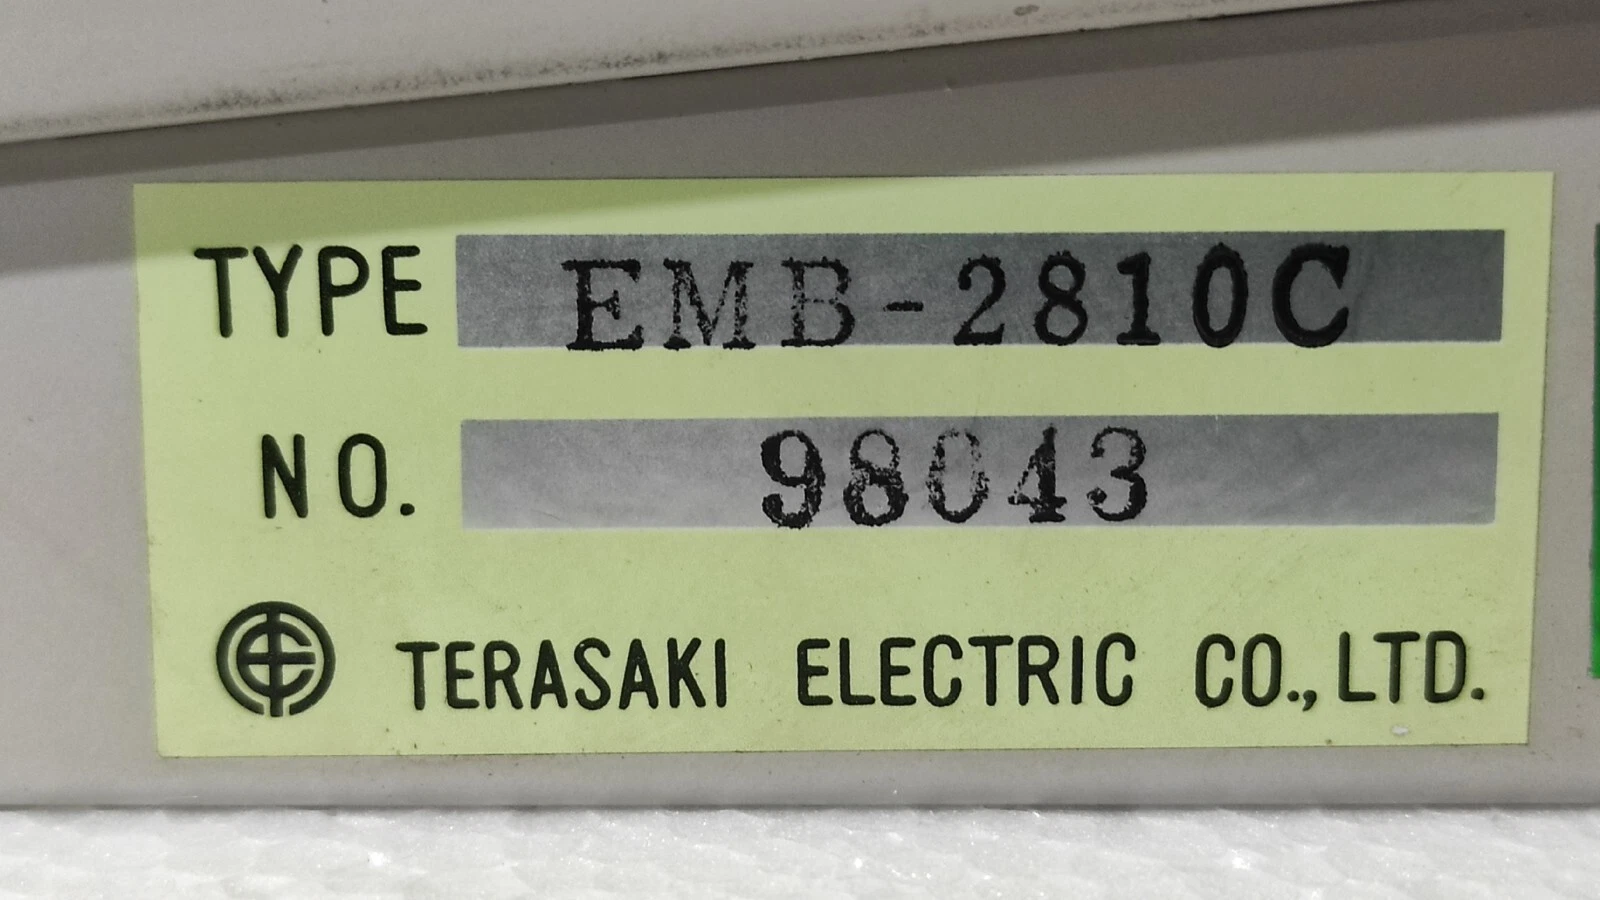 TYPE EMB-2810C
NO. 98043
TERASAKI ELECTRIC CO., LTD.